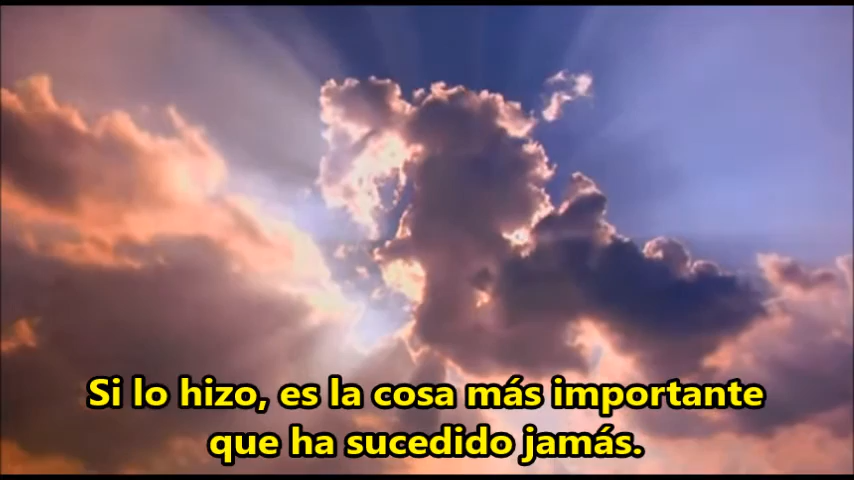 Si lo hizo, es la cosa más importante
que ha sucedido jamás.